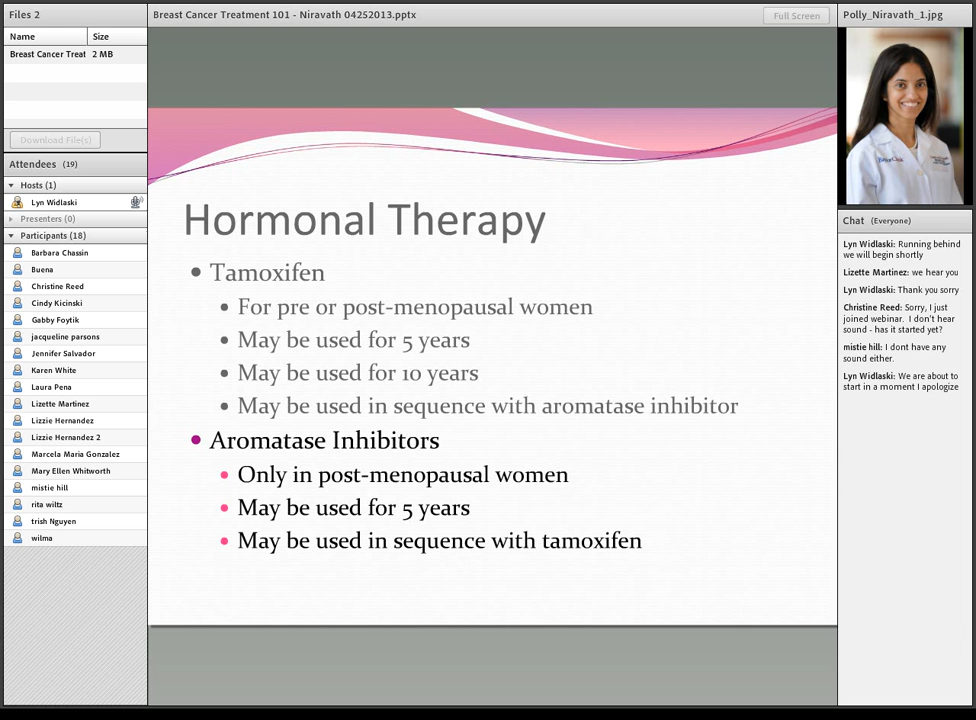 Files 2
Name Size
Breast Cancer Treat 2 MB
Download File(s)
Attendees (19)
Hosts (1)
Lyn Widlaski
Presenters (0)
Participants (18)
Barbara Chassin
Buena
Christine Reed
Cindy Kicinski
Gabby Foytik
jacqueline parsons
Jennifer Salvador
Karen White
Laura Pena
Lizette Martinez
Lizzie Hernandez
Lizzie Hernandez 2
Marcela Maria Gonzalez
Mary Ellen Whitworth
mistie hill
rita wiltz
trish Nguyen
wilma
Breast Cancer Treatment 101 - Niravath 04252013.pptx
Full Screen
Hormonal Therapy
• Tamoxifen
• For pre or post-menopausal women
• May be used for 5 years
• May be used for 10 years
• May be used in sequence with aromatase inhibitor
• Aromatase Inhibitors
• Only in post-menopausal women
• May be used for 5 years
• May be used in sequence with tamoxifen
Polly_Niravath_1.jpg
Chat (Everyone)
Lyn Widlaski: Running behind
we will begin shortly
Lizette Martinez: we hear you
Lyn Widlaski: Thank you sorry
Christine Reed: Sorry, I just
joined webinar. I don't hear
sound - has it started yet?
mistie hill: I dont have any
sound either.
Lyn Widlaski: We are about to
start in a moment I apologize